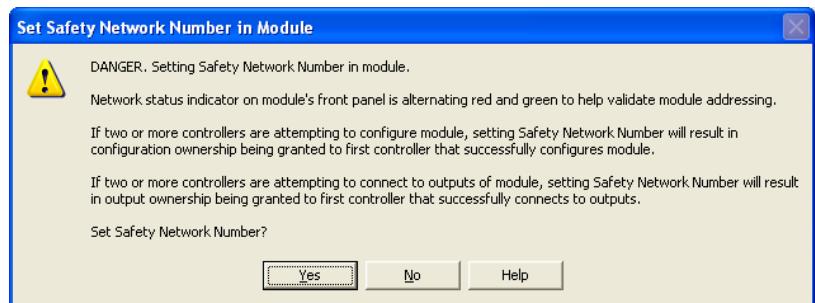 Set Safety Network Number in Module
DANGER. Setting Safety Network Number in module.
Network status indicator on module's front panel is alternating red and green to help validate module addressing.
If two or more controllers are attempting to configure module, setting Safety Network Number will result in
configuration ownership being granted to first controller that successfully configures module.
If two or more controllers are attempting to connect to outputs of module, setting Safety Network Number will result
in output ownership being granted to first controller that successfully connects to outputs.
Set Safety Network Number?
Yes No Help